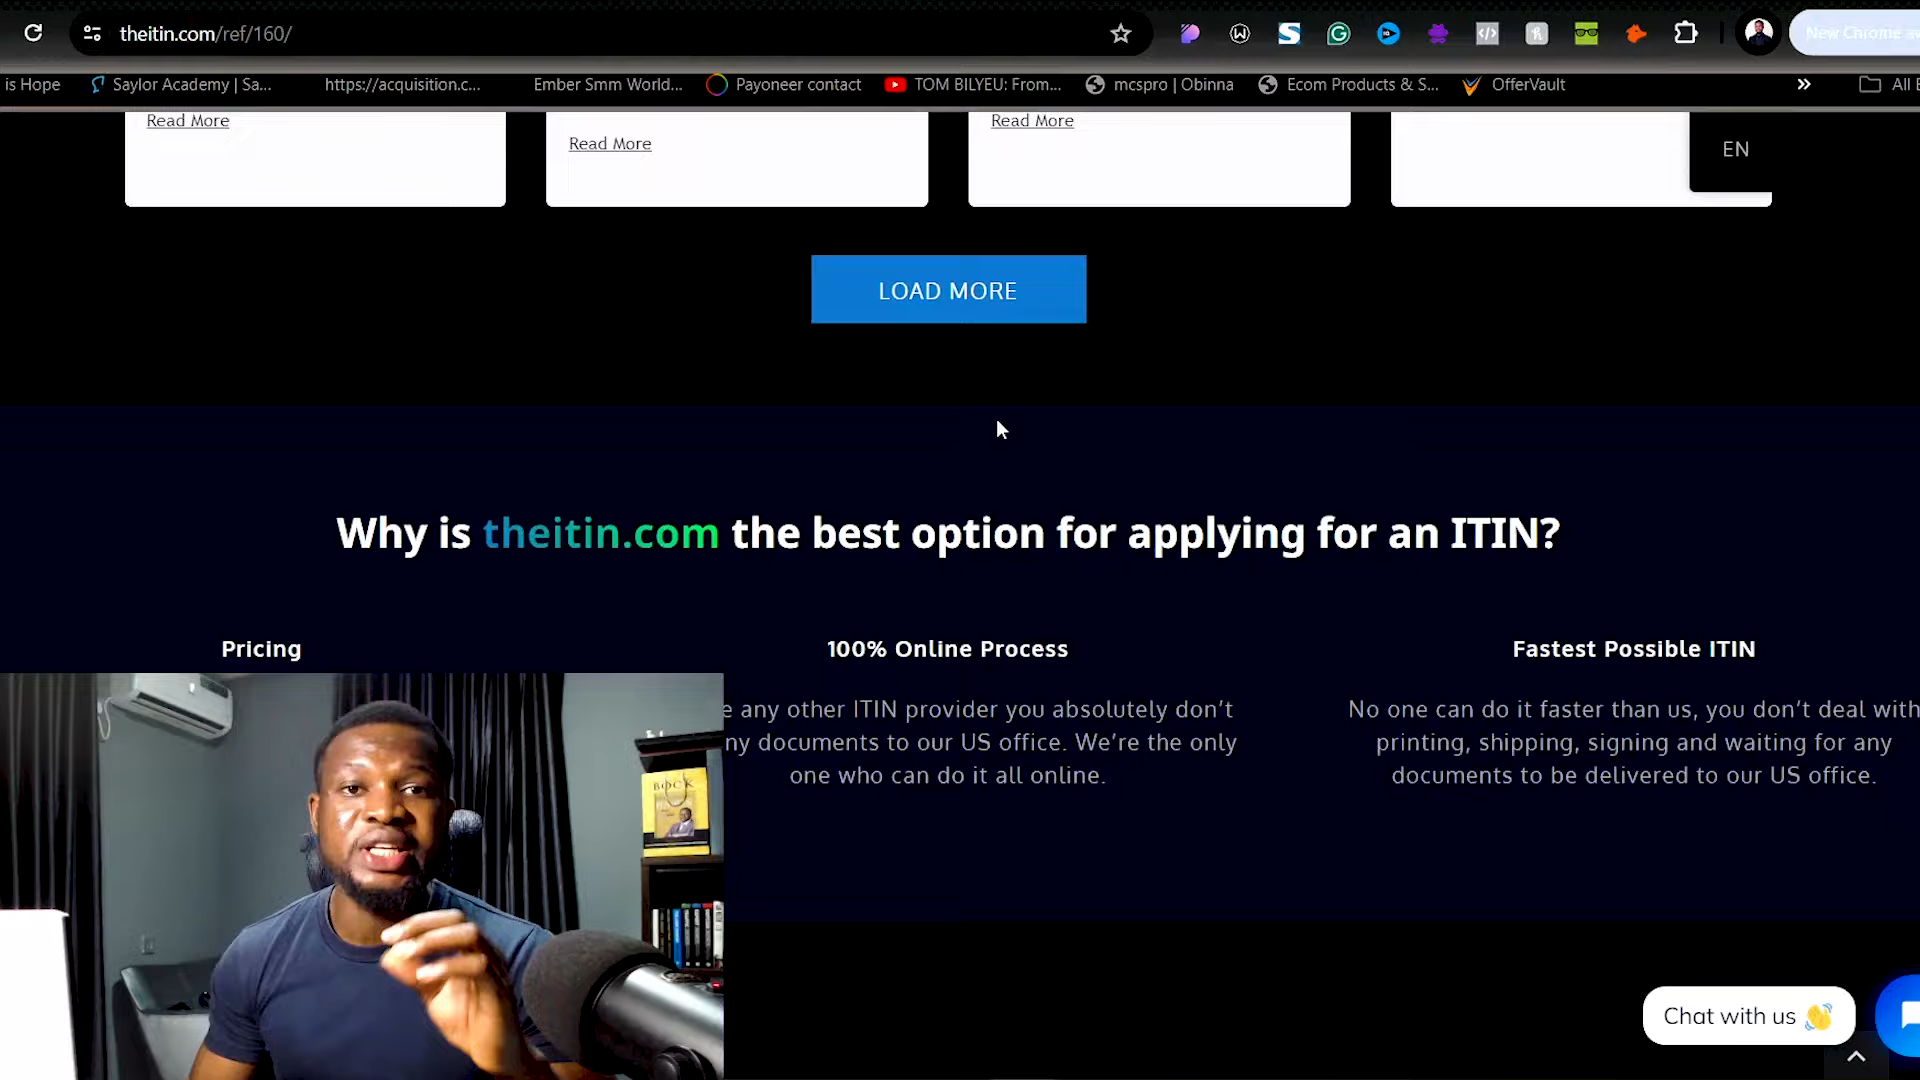 theitin.com/ref/160/
New Chrome av
is Hope
Saylor Academy | Sa...
https://acquisition.c...
Ember Smm World...
Payoneer contact
TOM BILYEU: From...
mcspro | Obinna
Ecom Products & S...
OfferVault
»
All
Read More
Read More
Read More
EN
LOAD MORE
Why is theitin.com the best option for applying for an ITIN?
Pricing
100% Online Process
Fastest Possible ITIN
e any other ITIN provider you absolutely don't
ny documents to our US office. We're the only
one who can do it all online.
No one can do it faster than us, you don't deal with
printing, shipping, signing and waiting for any
documents to be delivered to our US office.
BOCK
Chat with us 👋